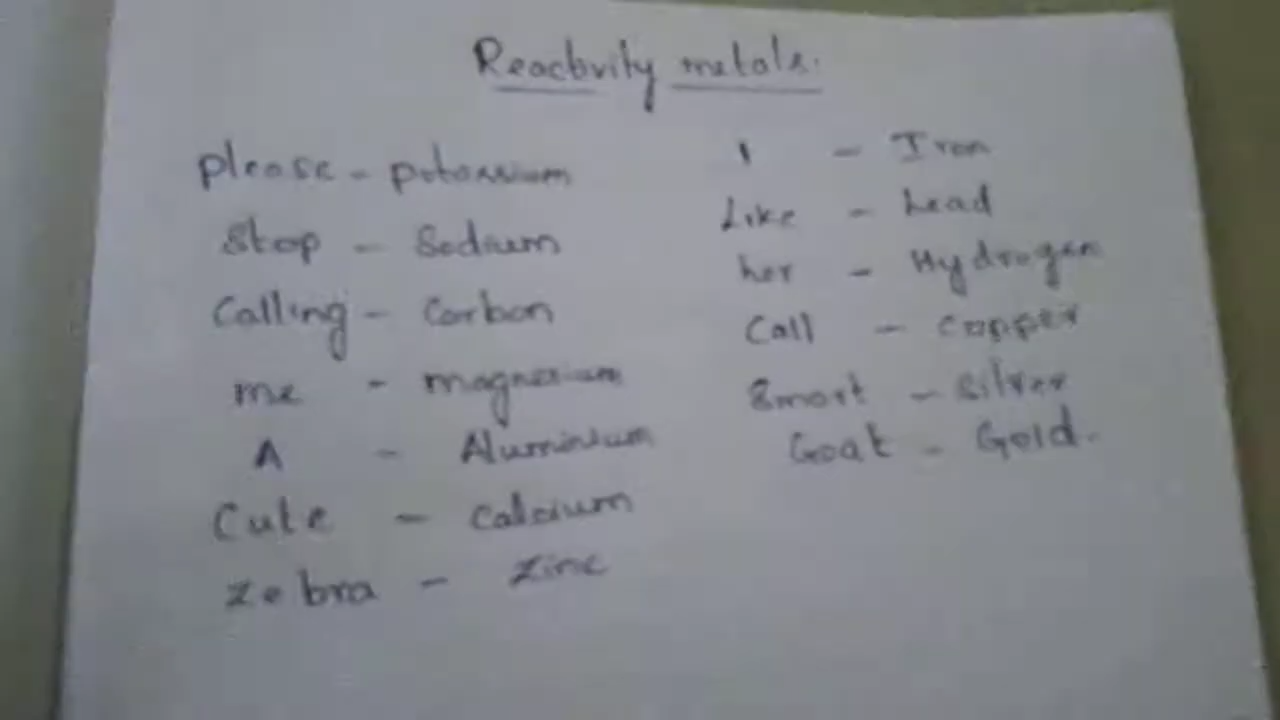 Reactivity metals.
please - potassium
Stop - Sodium
Calling - Carbon
me - magnesium
A - Aluminium
Cute - Calcium
Zebra - Zinc
I - Iron
Like - Lead
her - Hydrogen
Call - Copper
Smart - Silver
Goat - Gold.